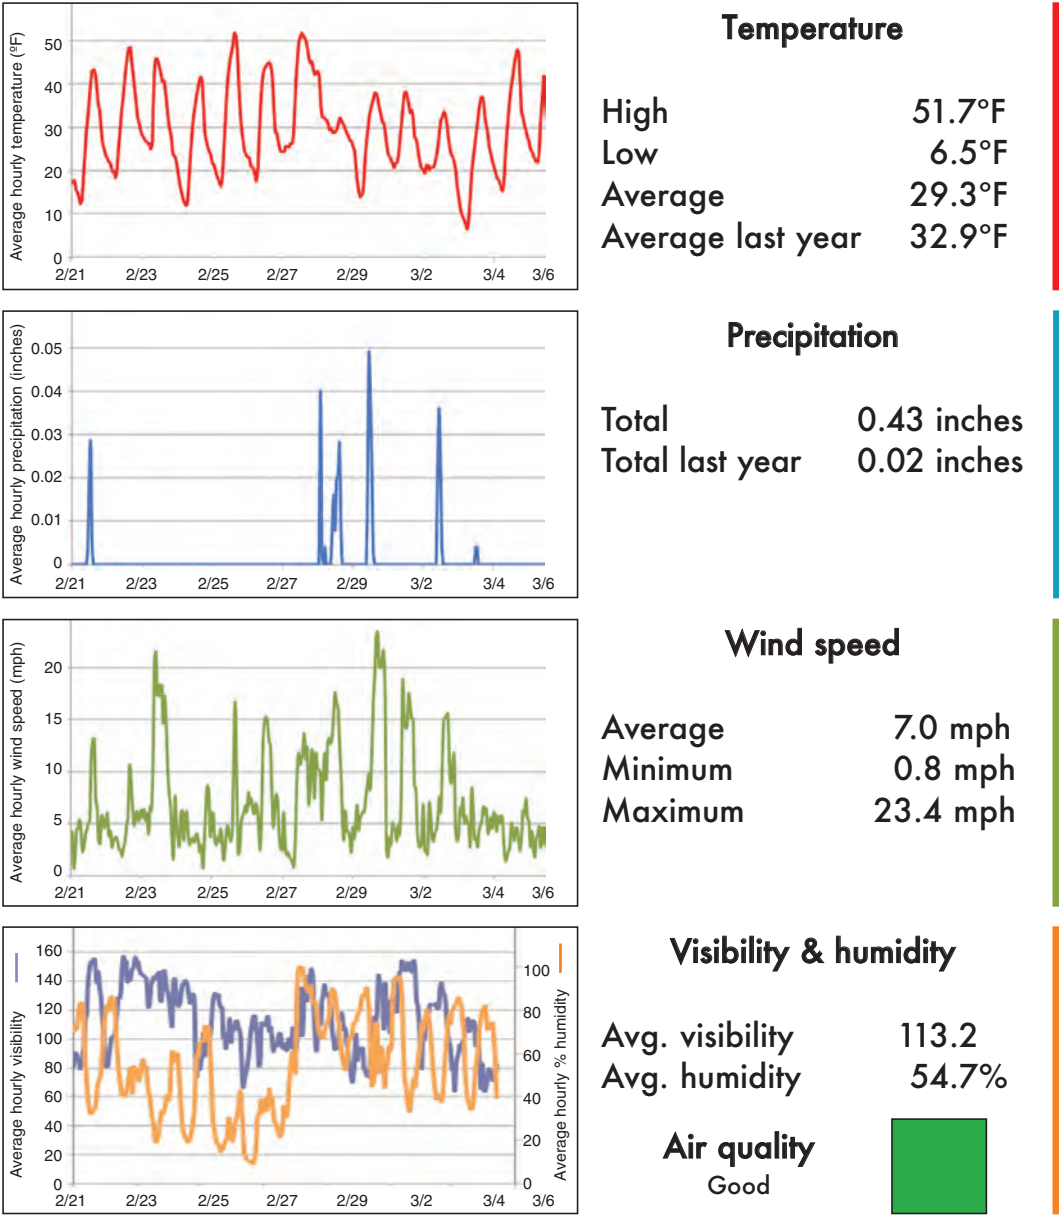 Temperature
Average hourly temperature (°F)
50
40
30
20
10
0
2/21 2/23 2/25 2/27 2/29 3/2 3/4 3/6
High 51.7°F
Low 6.5°F
Average 29.3°F
Average last year 32.9°F
Precipitation
Average hourly precipitation (inches)
0.05
0.04
0.03
0.02
0.01
0
2/21 2/23 2/25 2/27 2/29 3/2 3/4 3/6
Total 0.43 inches
Total last year 0.02 inches
Wind speed
Average hourly wind speed (mph)
20
15
10
5
0
2/21 2/23 2/25 2/27 2/29 3/2 3/4 3/6
Average 7.0 mph
Minimum 0.8 mph
Maximum 23.4 mph
Visibility & humidity
Average hourly visibility
160
140
120
100
80
60
40
20
0
100
80
60
40
20
0
Average hourly % humidity
2/21 2/23 2/25 2/27 2/29 3/2 3/4 3/6
Avg. visibility 113.2
Avg. humidity 54.7%
Air quality
Good